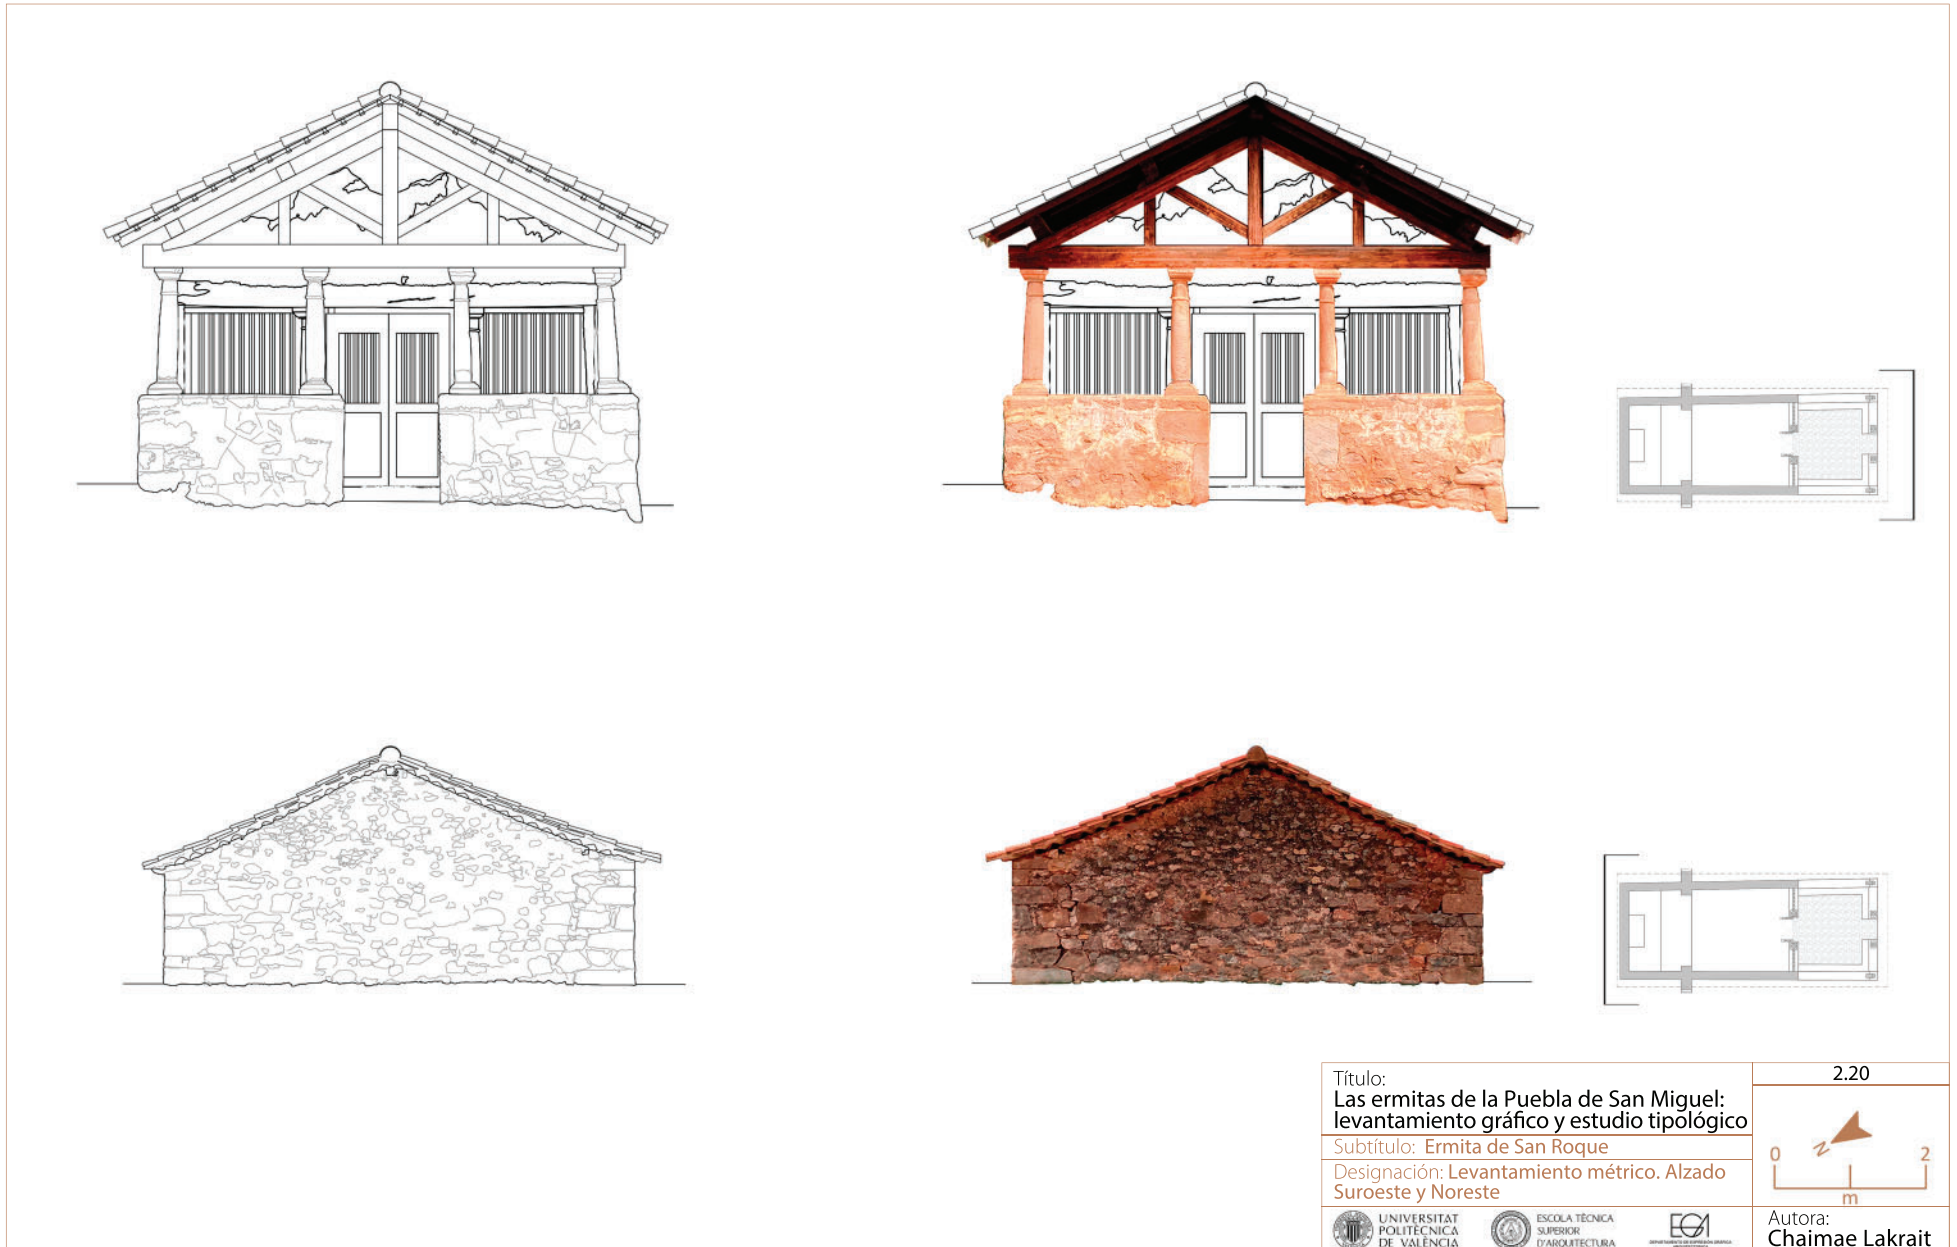 Título:
Las ermitas de la Puebla de San Miguel:
levantamiento gráfico y estudio tipológico
Subtítulo: Ermita de San Roque
Designación: Levantamiento métrico. Alzado
Suroeste y Noreste
UNIVERSITAT
POLITÈCNICA
DE VALÈNCIA
ESCOLA TÈCNICA
SUPERIOR
D'ARQUITECTURA
EGA
2.20
N
0 2
m
Autora:
Chaimae Lakrait